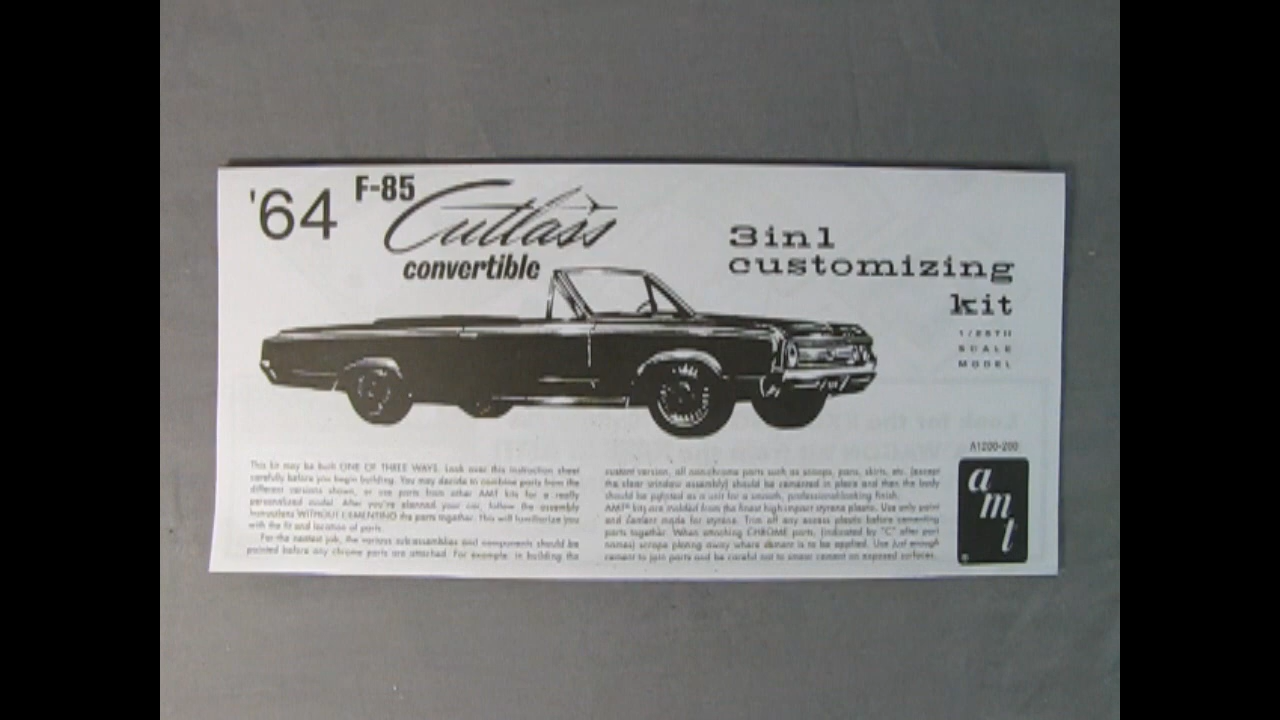 '64 F-85
Cutlass
convertible
3in1
customizing
kit
1/25TH
SCALE
MODEL
A1200-200
amt
This kit may be built ONE OF THREE WAYS. Look over this instruction sheet
carefully before you begin building. You may decide to combine parts from the
different versions shown, or use parts from other AMT kits for a really
personalized model. After you've planned your car, follow the assembly
instructions WITHOUT CEMENTING the parts together. This will familiarize you
with the fit and location of parts.
For the neatest job, the various sub-assemblies and components should be
painted before any chrome parts are attached. For example: in building the
custom version, all non-chrome parts such as scoops, pans, skirts, etc. (except
the clear window assembly) should be cemented in place and then the body
should be painted as a unit for a smooth, professional-looking finish.
AMT® kits are molded from the finest high impact styrene plastic. Use only paint
and cement made for styrene. Trim off any excess plastic before cementing
parts together. When attaching CHROME parts, (indicated by "C" after part
names) scrape plating away where cement is to be applied. Use just enough
cement to join parts and be careful not to smear cement on exposed surfaces.